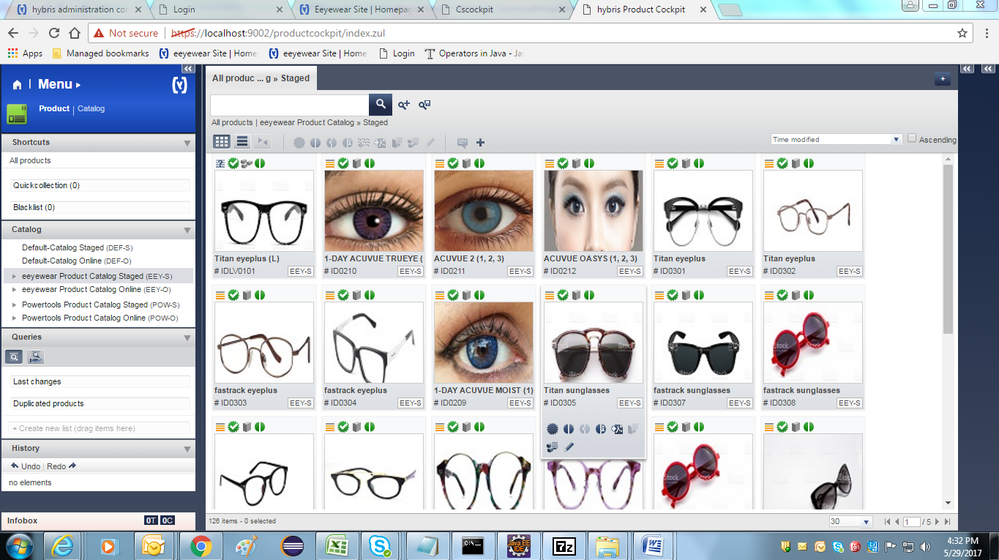 hybris administration con
Login
Eeyewear Site | Homepag
Cscockpit
hybris Product Cockpit
Not secure
https://localhost:9002/productcockpit/index.zul
Apps
Managed bookmarks
eeyewear Site | Home
eeyewear Site | Home
Login
Operators in Java - Ja
Menu
Product | Catalog
Shortcuts
All products
Quickcollection (0)
Blacklist (0)
Catalog
Default-Catalog Staged (DEF-S)
Default-Catalog Online (DEF-O)
eeyewear Product Catalog Staged (EEY-S)
eeyewear Product Catalog Online (EEY-O)
Powertools Product Catalog Staged (POW-S)
Powertools Product Catalog Online (POW-O)
Queries
Last changes
Duplicated products
+ Create new list (drag items here)
History
Undo | Redo
no elements
Infobox 0T 0C
All produc ... g » Staged
All products | eeyewear Product Catalog » Staged
Time modified
Ascending
Titan eyeplus (L)
# IDLV0101 EEY-S
1-DAY ACUVUE TRUEYE (
# ID0210 EEY-S
ACUVUE 2 (1, 2, 3)
# ID0211 EEY-S
ACUVUE OASYS (1, 2, 3)
# ID0212 EEY-S
Titan eyeplus
# ID0301 EEY-S
Titan eyeplus
# ID0302 EEY-S
fastrack eyeplus
# ID0303 EEY-S
fastrack eyeplus
# ID0304 EEY-S
1-DAY ACUVUE MOIST (1)
# ID0209 EEY-S
Titan sunglasses
# ID0305 EEY-S
fastrack sunglasses
# ID0307 EEY-S
fastrack sunglasses
# ID0308 EEY-S
126 items - 0 selected
30
1 / 5
4:32 PM
5/29/2017